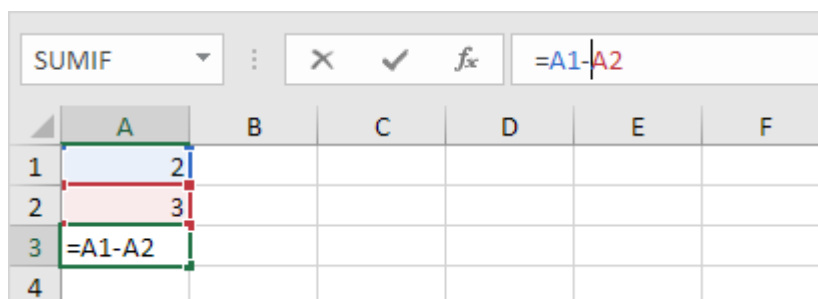 SUMIF fx =A1-A2
A B C D E F
1 2
2 3
3 =A1-A2
4